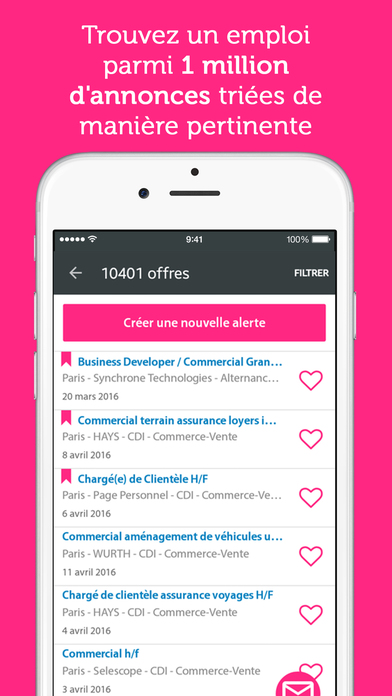 Trouvez un emploi
parmi 1 million
d'annonces triées de
manière pertinente
9:41
100%
10401 offres
FILTRER
Créer une nouvelle alerte
Business Developer / Commercial Gran...
Paris - Synchrone Technologies - Alternanc...
20 mars 2016
Commercial terrain assurance loyers i...
Paris - HAYS - CDI - Commerce-Vente
8 avril 2016
Chargé(e) de Clientèle H/F
Paris - Page Personnel - CDI - Commerce-Ve...
6 avril 2016
Commercial aménagement de véhicules u...
Paris - WURTH - CDI - Commerce-Vente
11 avril 2016
Chargé de clientèle assurance voyages H/F
Paris - HAYS - CDI - Commerce-Vente
4 avril 2016
Commercial h/f
Paris - Selescope - CDI - Commerce-Vente
3 avril 2016